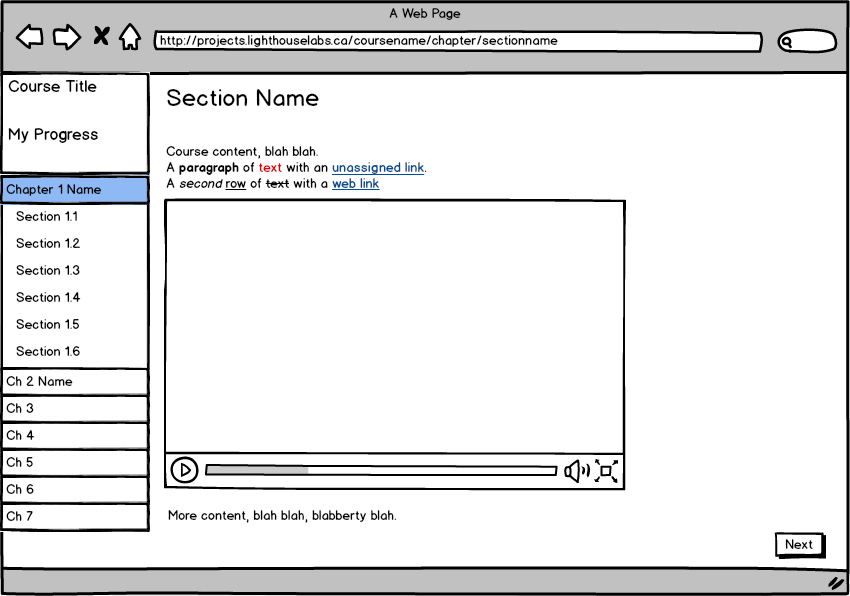 A Web Page
http://projects.lighthouselabs.ca/coursename/chapter/sectionname
Course Title
My Progress
Chapter 1 Name
Section 1.1
Section 1.2
Section 1.3
Section 1.4
Section 1.5
Section 1.6
Ch 2 Name
Ch 3
Ch 4
Ch 5
Ch 6
Ch 7
Section Name
Course content, blah blah.
A paragraph of text with an unassigned link.
A second row of text with a web link
More content, blah blah, blabberty blah.
Next